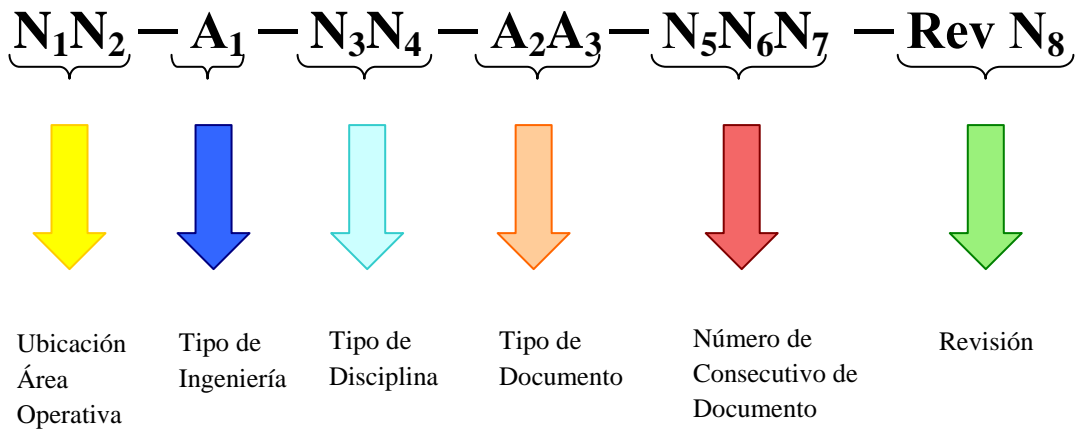 N₁N₂ — A₁ — N₃N₄ — A₂A₃ — N₅N₆N₇ — Rev N₈
Ubicación
Área
Operativa
Tipo de
Ingeniería
Tipo de
Disciplina
Tipo de
Documento
Número de
Consecutivo de
Documento
Revisión